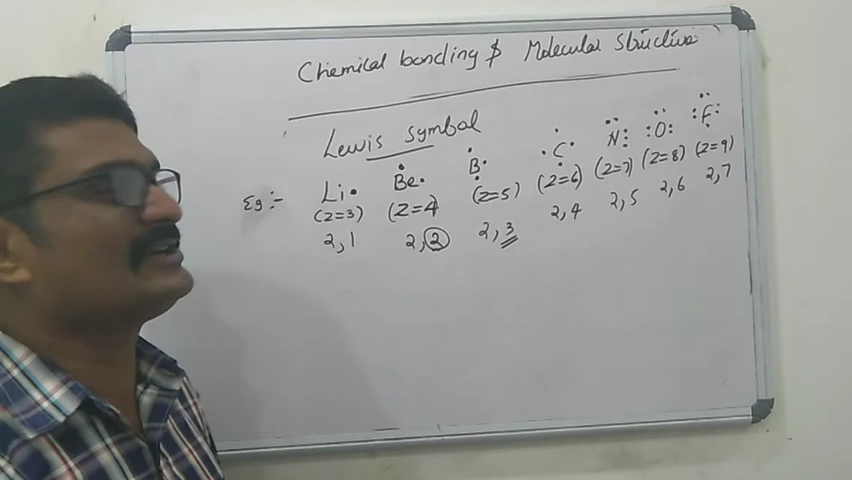 Chemical bonding & Molecular Structure
Lewis symbol
Eg :- Li Be B C N O F
(Z=3) (Z=4 (Z=5) (Z=6) (Z=7) (Z=8) (Z=9)
2,1 2,2 2,3 2,4 2,5 2,6 2,7